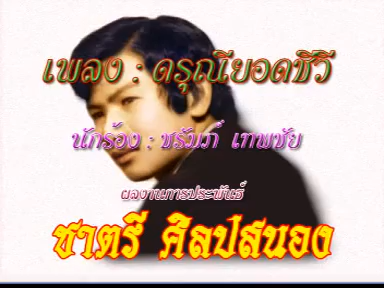 เพลง : ดรุณียอดชีวี
นักร้อง : ชรัมภ์ เทพชัย
ผลงานการประพันธ์
ชาตรี ศิลปสนอง